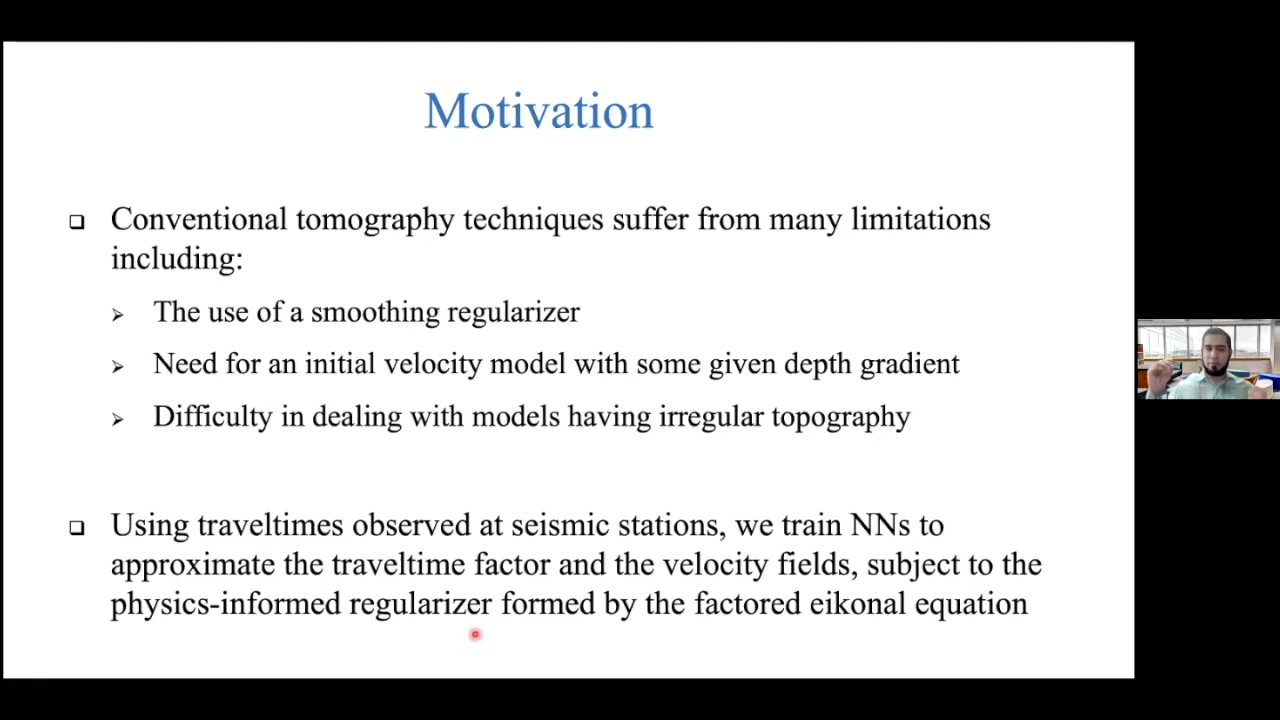 Motivation
Conventional tomography techniques suffer from many limitations
including:
The use of a smoothing regularizer
Need for an initial velocity model with some given depth gradient
Difficulty in dealing with models having irregular topography
Using traveltimes observed at seismic stations, we train NNs to
approximate the traveltime factor and the velocity fields, subject to the
physics-informed regularizer formed by the factored eikonal equation